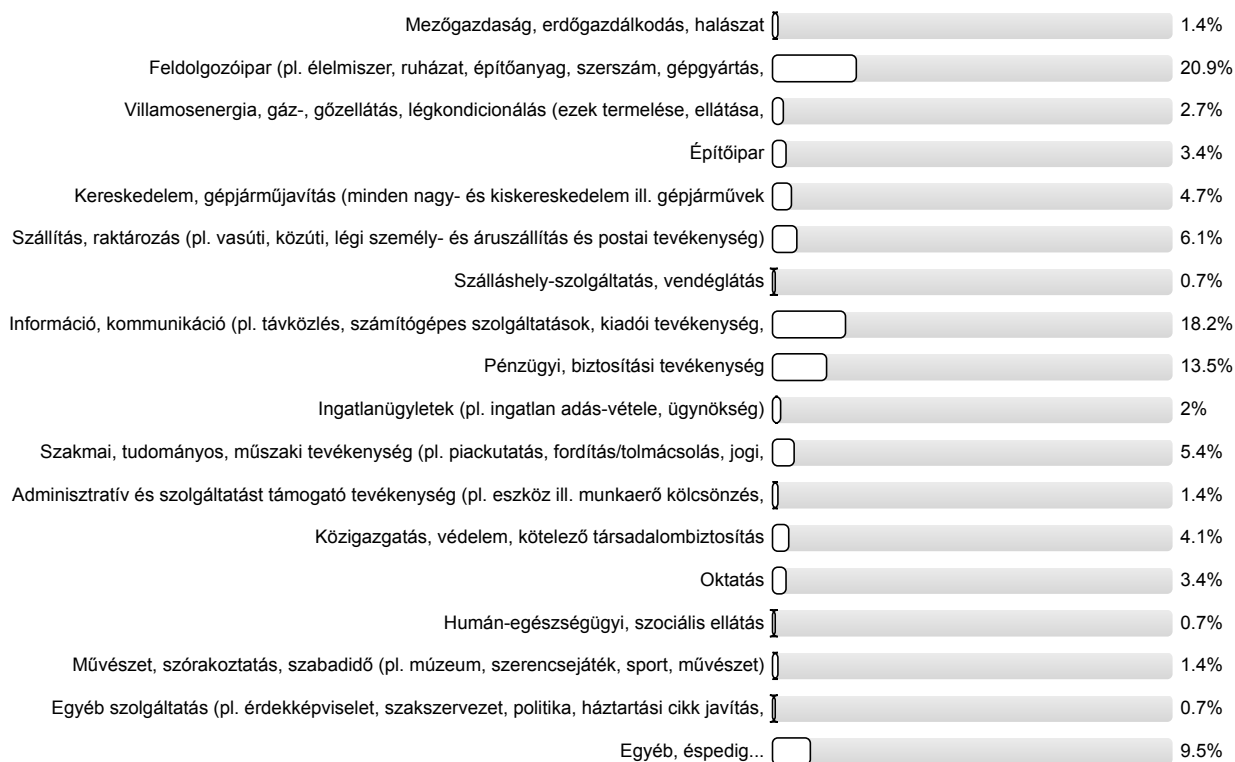 Mezőgazdaság, erdőgazdálkodás, halászat 1.4%
Feldolgozóipar (pl. élelmiszer, ruházat, építőanyag, szerszám, gépgyártás, 20.9%
Villamosenergia, gáz-, gőzellátás, légkondicionálás (ezek termelése, ellátása, 2.7%
Építőipar 3.4%
Kereskedelem, gépjárműjavítás (minden nagy- és kiskereskedelem ill. gépjárművek 4.7%
Szállítás, raktározás (pl. vasúti, közúti, légi személy- és áruszállítás és postai tevékenység) 6.1%
Szálláshely-szolgáltatás, vendéglátás 0.7%
Információ, kommunikáció (pl. távközlés, számítógépes szolgáltatások, kiadói tevékenység, 18.2%
Pénzügyi, biztosítási tevékenység 13.5%
Ingatlanügyletek (pl. ingatlan adás-vétele, ügynökség) 2%
Szakmai, tudományos, műszaki tevékenység (pl. piackutatás, fordítás/tolmácsolás, jogi, 5.4%
Adminisztratív és szolgáltatást támogató tevékenység (pl. eszköz ill. munkaerő kölcsönzés, 1.4%
Közigazgatás, védelem, kötelező társadalombiztosítás 4.1%
Oktatás 3.4%
Humán-egészségügyi, szociális ellátás 0.7%
Művészet, szórakoztatás, szabadidő (pl. múzeum, szerencsejáték, sport, művészet) 1.4%
Egyéb szolgáltatás (pl. érdekképviselet, szakszervezet, politika, háztartási cikk javítás, 0.7%
Egyéb, éspedig... 9.5%